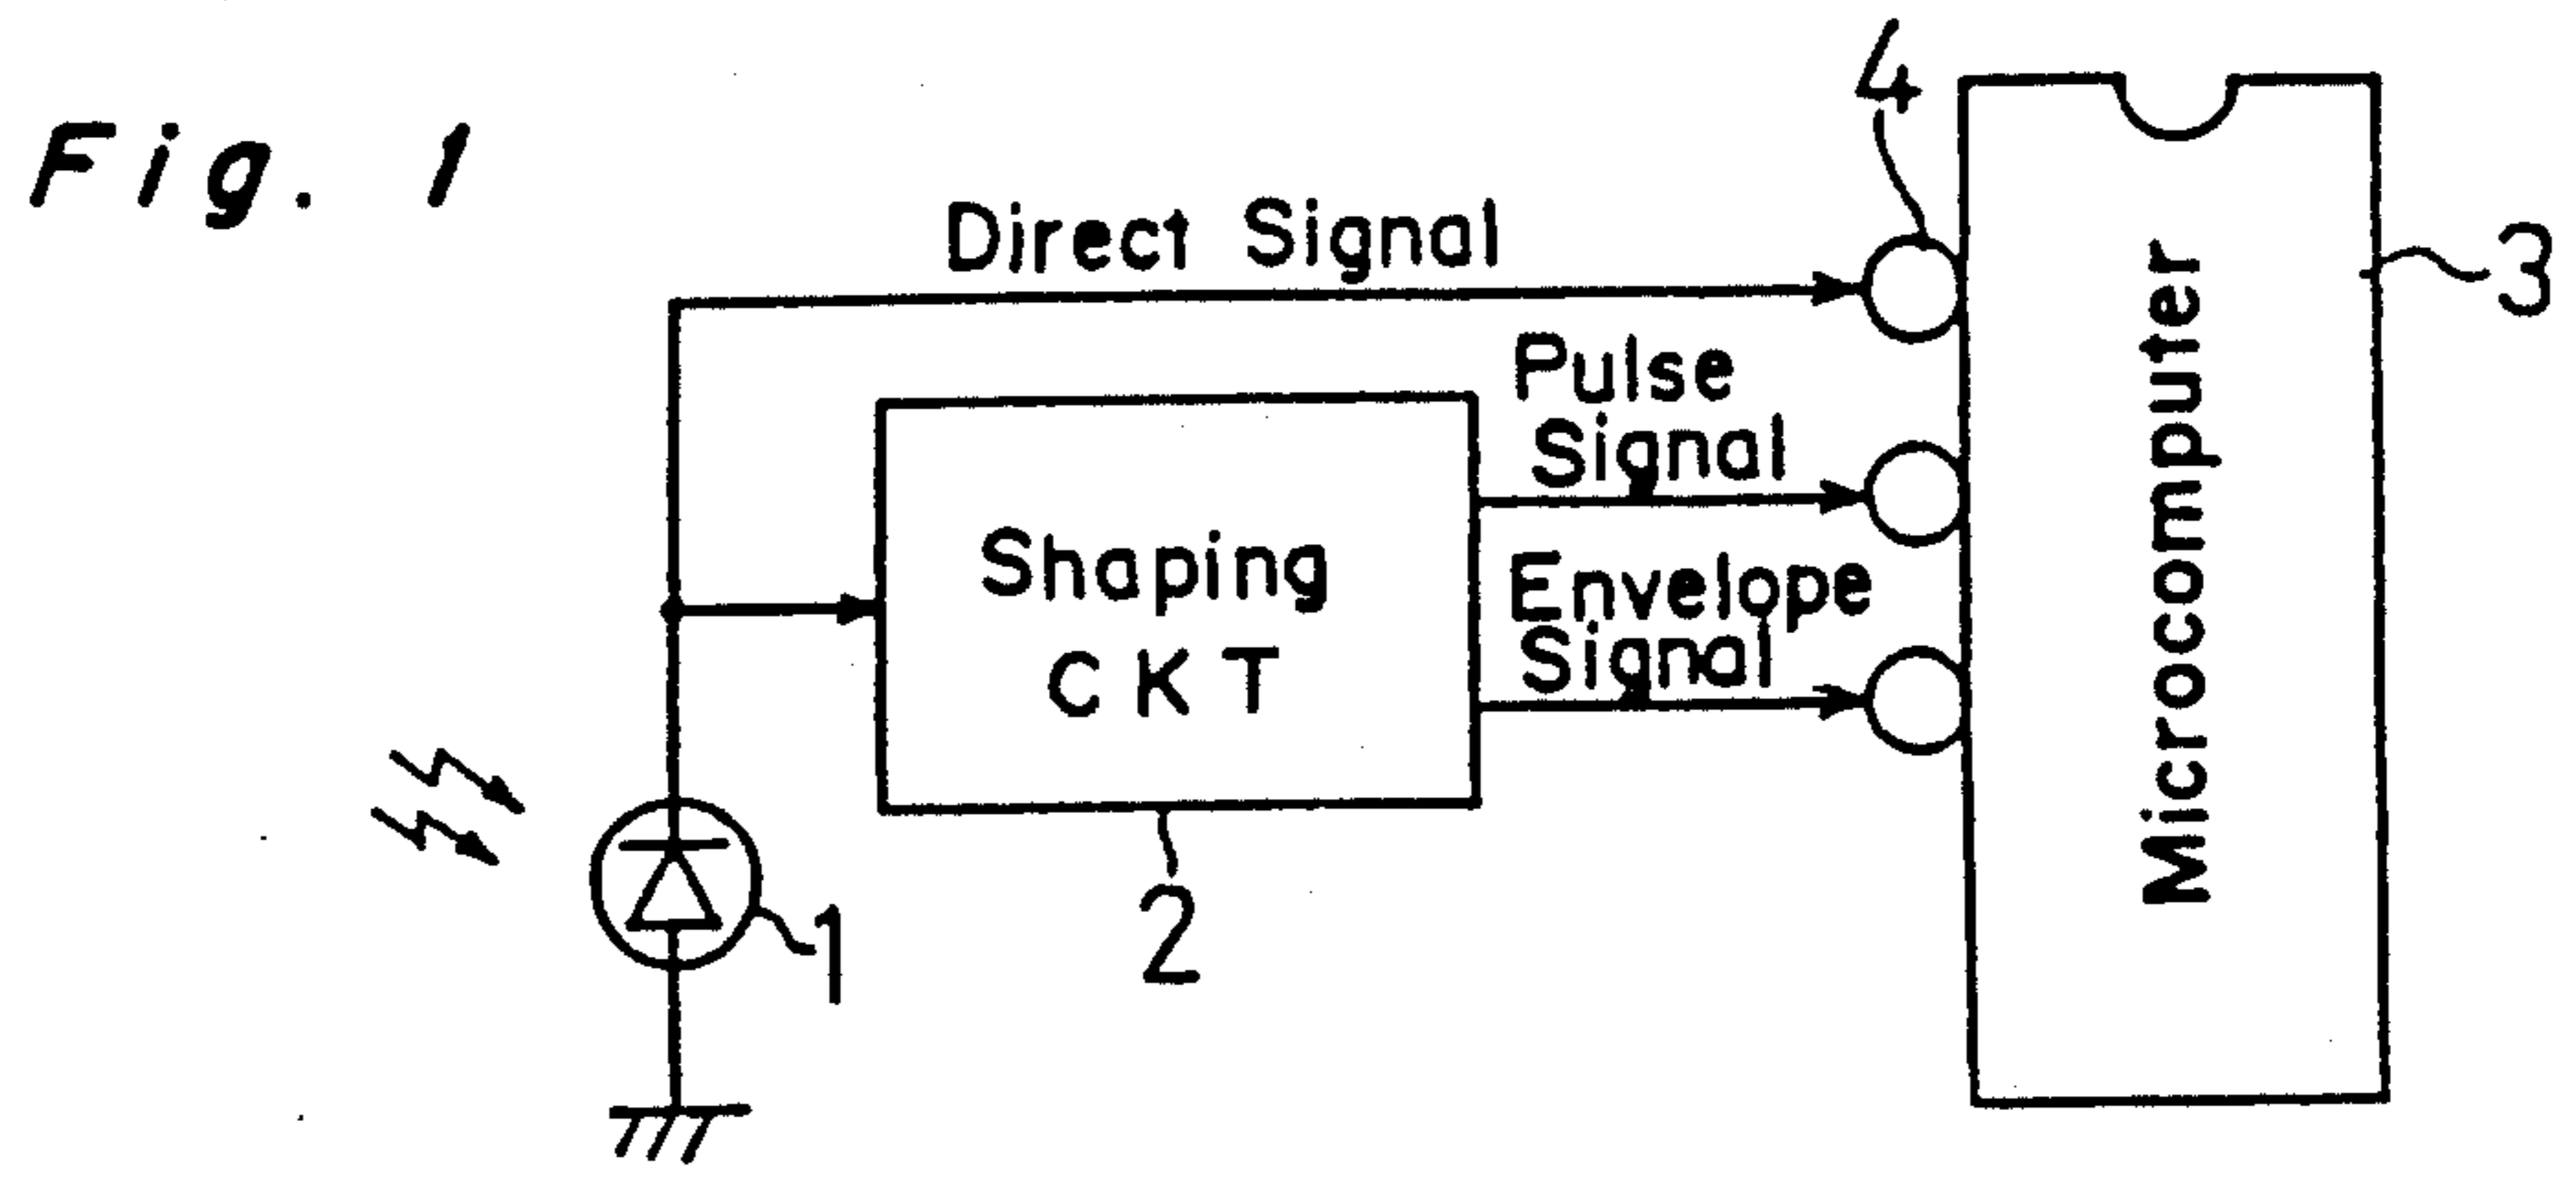 Fig. 1
4
Direct Signal
3
Pulse
Signal
Shaping
CKT
Envelope
Signal
Microcomputer
1
2